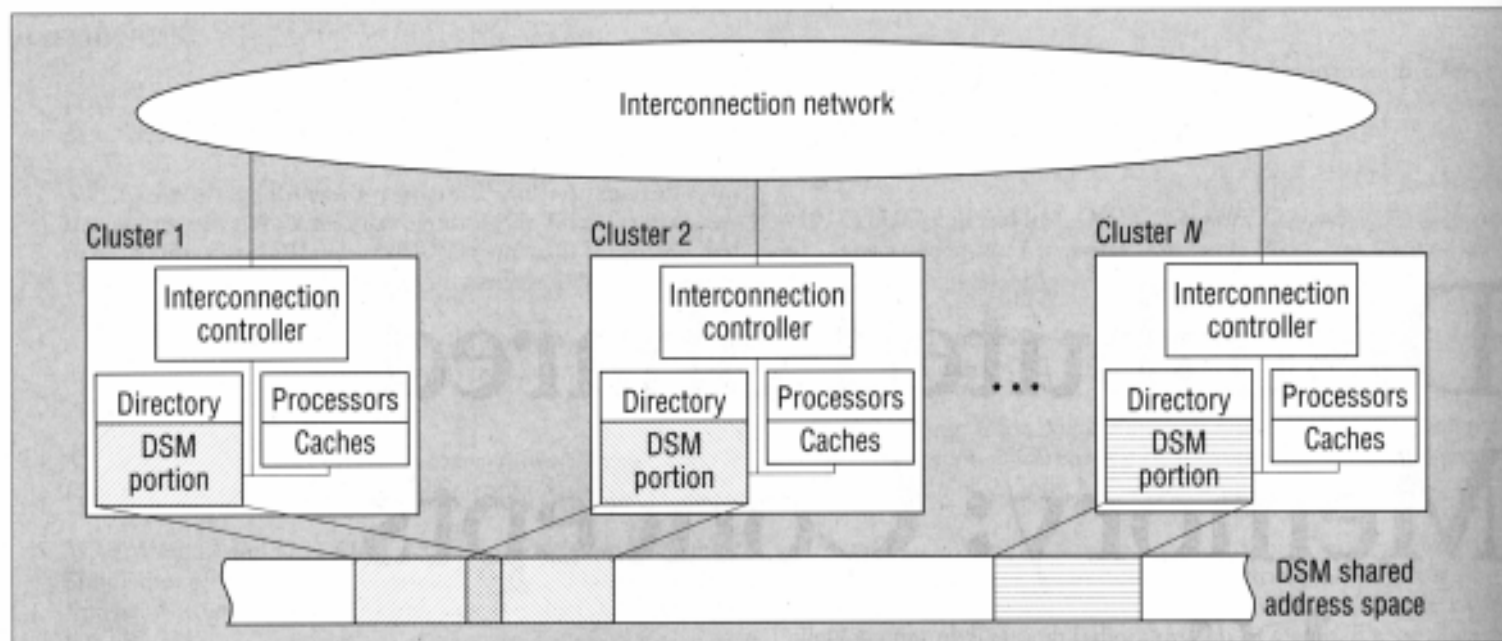 Interconnection network
Cluster 1
Interconnection
controller
Directory
DSM
portion
Processors
Caches
Cluster 2
Interconnection
controller
Directory
DSM
portion
Processors
Caches
...
Cluster N
Interconnection
controller
Directory
DSM
portion
Processors
Caches
DSM shared
address space